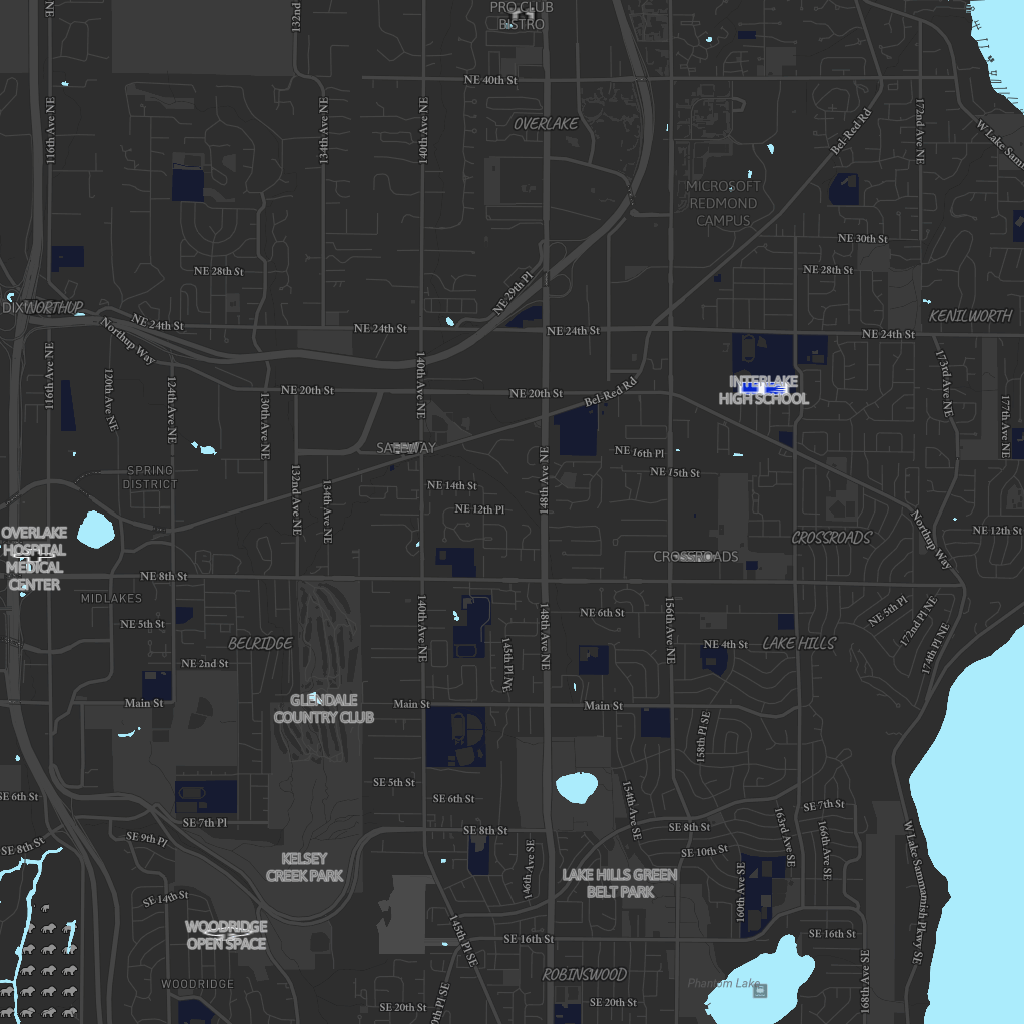 PRO CLUB
BISTRO
NE
132nd
NE 40th St
OVERLAKE
116th Ave NE
134th Ave NE
140th Ave NE
172nd Ave NE
Bel-Red Rd
W Lake Sam
MICROSOFT
REDMOND
CAMPUS
NE 30th St
NE 28th St
NE 28th St
NE 29th Pl
NORTHUP
KENILWORTH
NE 24th St
NE 24th St
NE 24th St
NE 24th St
Northup Way
116th Ave NE
120th Ave NE
124th Ave NE
130th Ave NE
140th Ave NE
173rd Ave NE
177th Ave NE
NE 20th St
NE 20th St
Bel-Red Rd
INTERLAKE
HIGH SCHOOL
SAFEWAY
NE 16th Pl
NE 15th St
SPRING
DISTRICT
132nd Ave NE
134th Ave NE
148th Ave NE
NE 14th St
NE 12th Pl
OVERLAKE
HOSPITAL
MEDICAL
CENTER
CROSSROADS
CROSSROADS
Northup Way
NE 12th St
NE 8th St
MIDLAKES
NE 5th St
BELRIDGE
140th Ave NE
145th Pl NE
148th Ave NE
NE 6th St
156th Ave NE
NE 4th St
LAKE HILLS
NE 5th Pl
172nd Pl NE
174th Pl NE
NE 2nd St
Main St
Main St
Main St
GLENDALE
COUNTRY CLUB
158th Pl SE
SE 5th St
SE 6th St
SE 6th St
154th Ave SE
SE 7th St
SE 7th Pl
SE 8th St
SE 8th St
SE 8th St
SE 9th Pl
SE 10th St
163rd Ave SE
166th Ave SE
W Lake Sammamish Pkwy SE
KELSEY
CREEK PARK
146th Ave SE
LAKE HILLS GREEN
BELT PARK
160th Ave SE
SE 14th St
WOODRIDGE
OPEN SPACE
145th Pl SE
SE 16th St
SE 16th St
WOODRIDGE
ROBINSWOOD
Phantom Lake
168th Ave SE
SE 20th St
SE 20th St